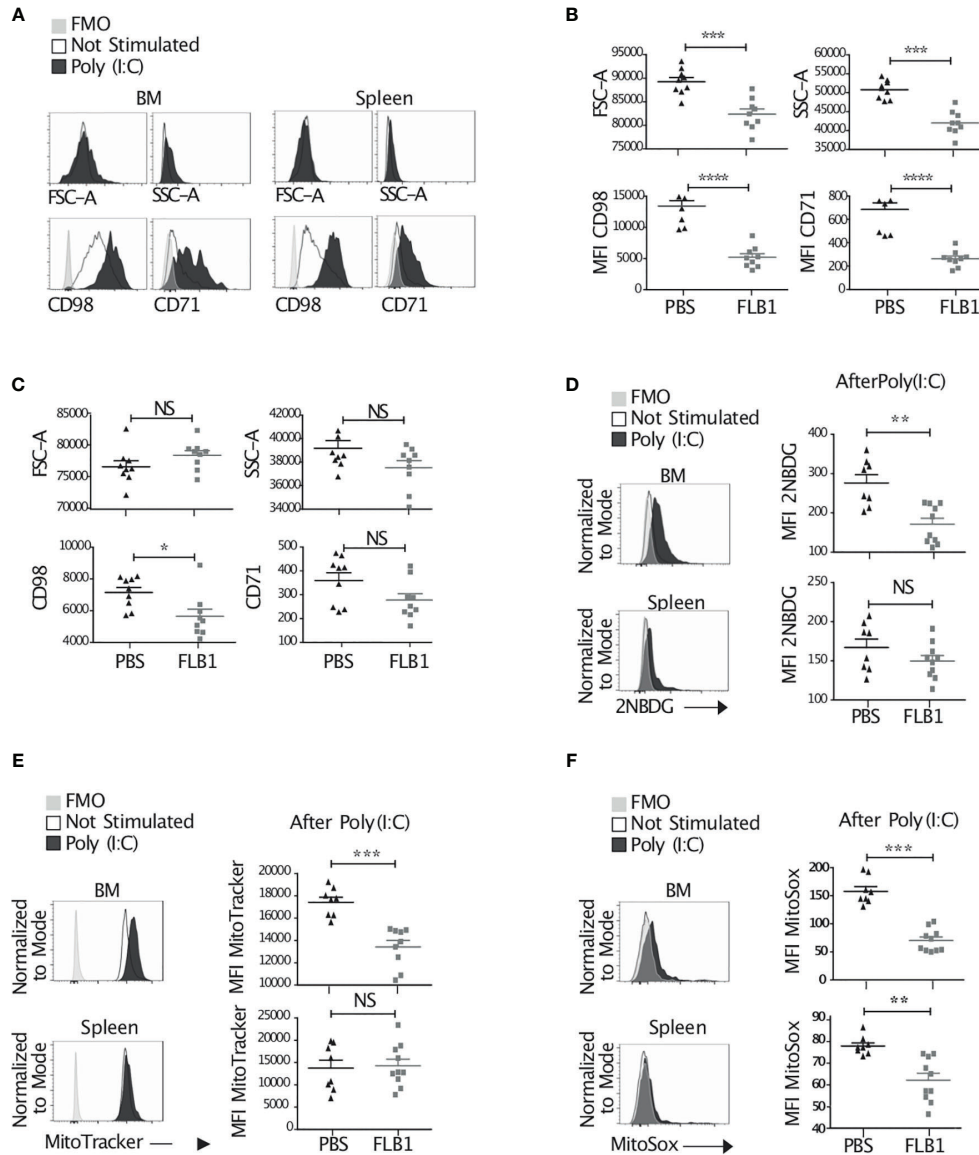 A
FMO
Not Stimulated
Poly (I:C)
BM
Spleen
FSC-A
SSC-A
FSC-A
SSC-A
CD98
CD71
CD98
CD71
B
FSC-A
95000
90000
85000
80000
75000
***
SSC-A
60000
55000
50000
45000
40000
35000
***
MFI CD98
15000
10000
5000
0
****
PBS
FLB1
MFI CD71
800
600
400
200
0
****
PBS
FLB1
C
FSC-A
85000
80000
75000
70000
NS
SSC-A
42000
40000
38000
36000
34000
NS
CD98
10000
8000
6000
4000
*
PBS
FLB1
CD71
500
400
300
200
100
NS
PBS
FLB1
D
FMO
Not Stimulated
Poly (I:C)
BM
Normalized
to Mode
Spleen
Normalized
to Mode
2NBDG
AfterPoly(I:C)
MFI 2NBDG
400
300
200
100
**
MFI 2NBDG
250
200
150
100
NS
PBS
FLB1
E
FMO
Not Stimulated
Poly (I:C)
BM
Normalized
to Mode
Spleen
Normalized
to Mode
MitoTracker
After Poly(I:C)
MFI MitoTracker
20000
18000
16000
14000
12000
10000
***
MFI MitoTracker
25000
20000
15000
10000
5000
0
NS
PBS
FLB1
F
FMO
Not Stimulated
Poly (I:C)
BM
Normalized
to Mode
Spleen
Normalized
to Mode
MitoSox
After Poly(I:C)
MFI MitoSox
200
150
100
50
0
***
MFI MitoSox
90
80
70
60
50
40
**
PBS
FLB1